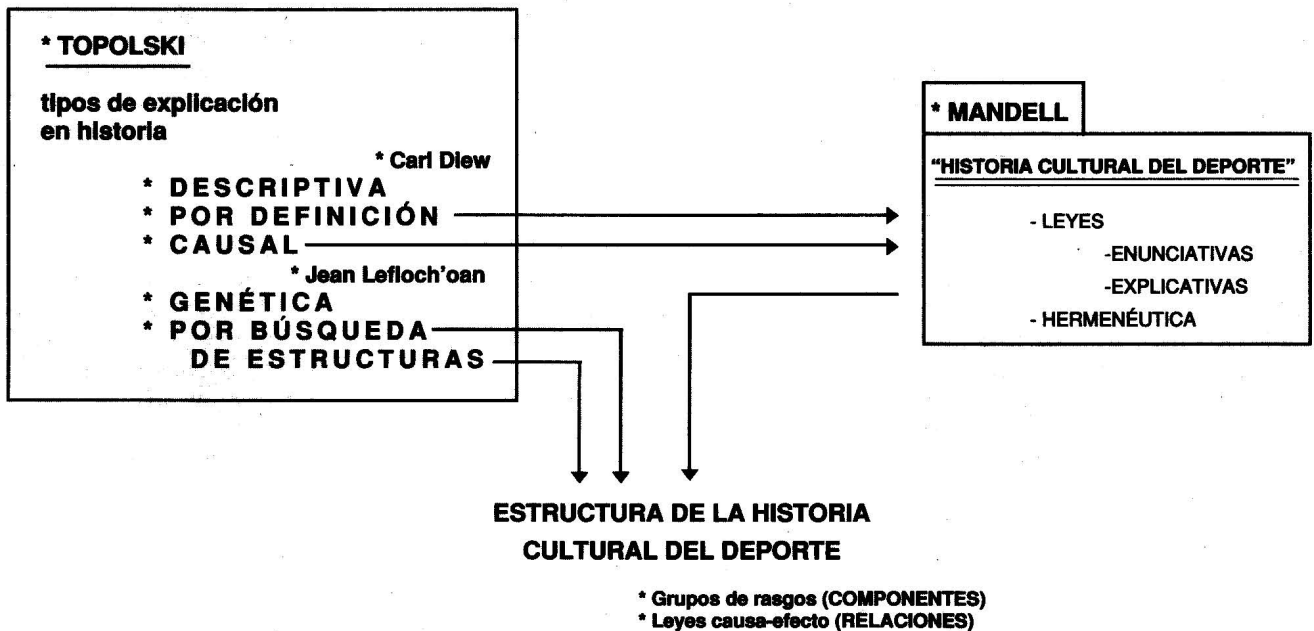 * TOPOLSKI
tipos de explicación
en historia
* Carl Diew
* DESCRIPTIVA
* POR DEFINICIÓN
* CAUSAL
* Jean Lefloch'oan
* GENÉTICA
* POR BÚSQUEDA
DE ESTRUCTURAS
* MANDELL
"HISTORIA CULTURAL DEL DEPORTE"
- LEYES
-ENUNCIATIVAS
-EXPLICATIVAS
- HERMENÉUTICA
ESTRUCTURA DE LA HISTORIA
CULTURAL DEL DEPORTE
* Grupos de rasgos (COMPONENTES)
* Leyes causa-efecto (RELACIONES)